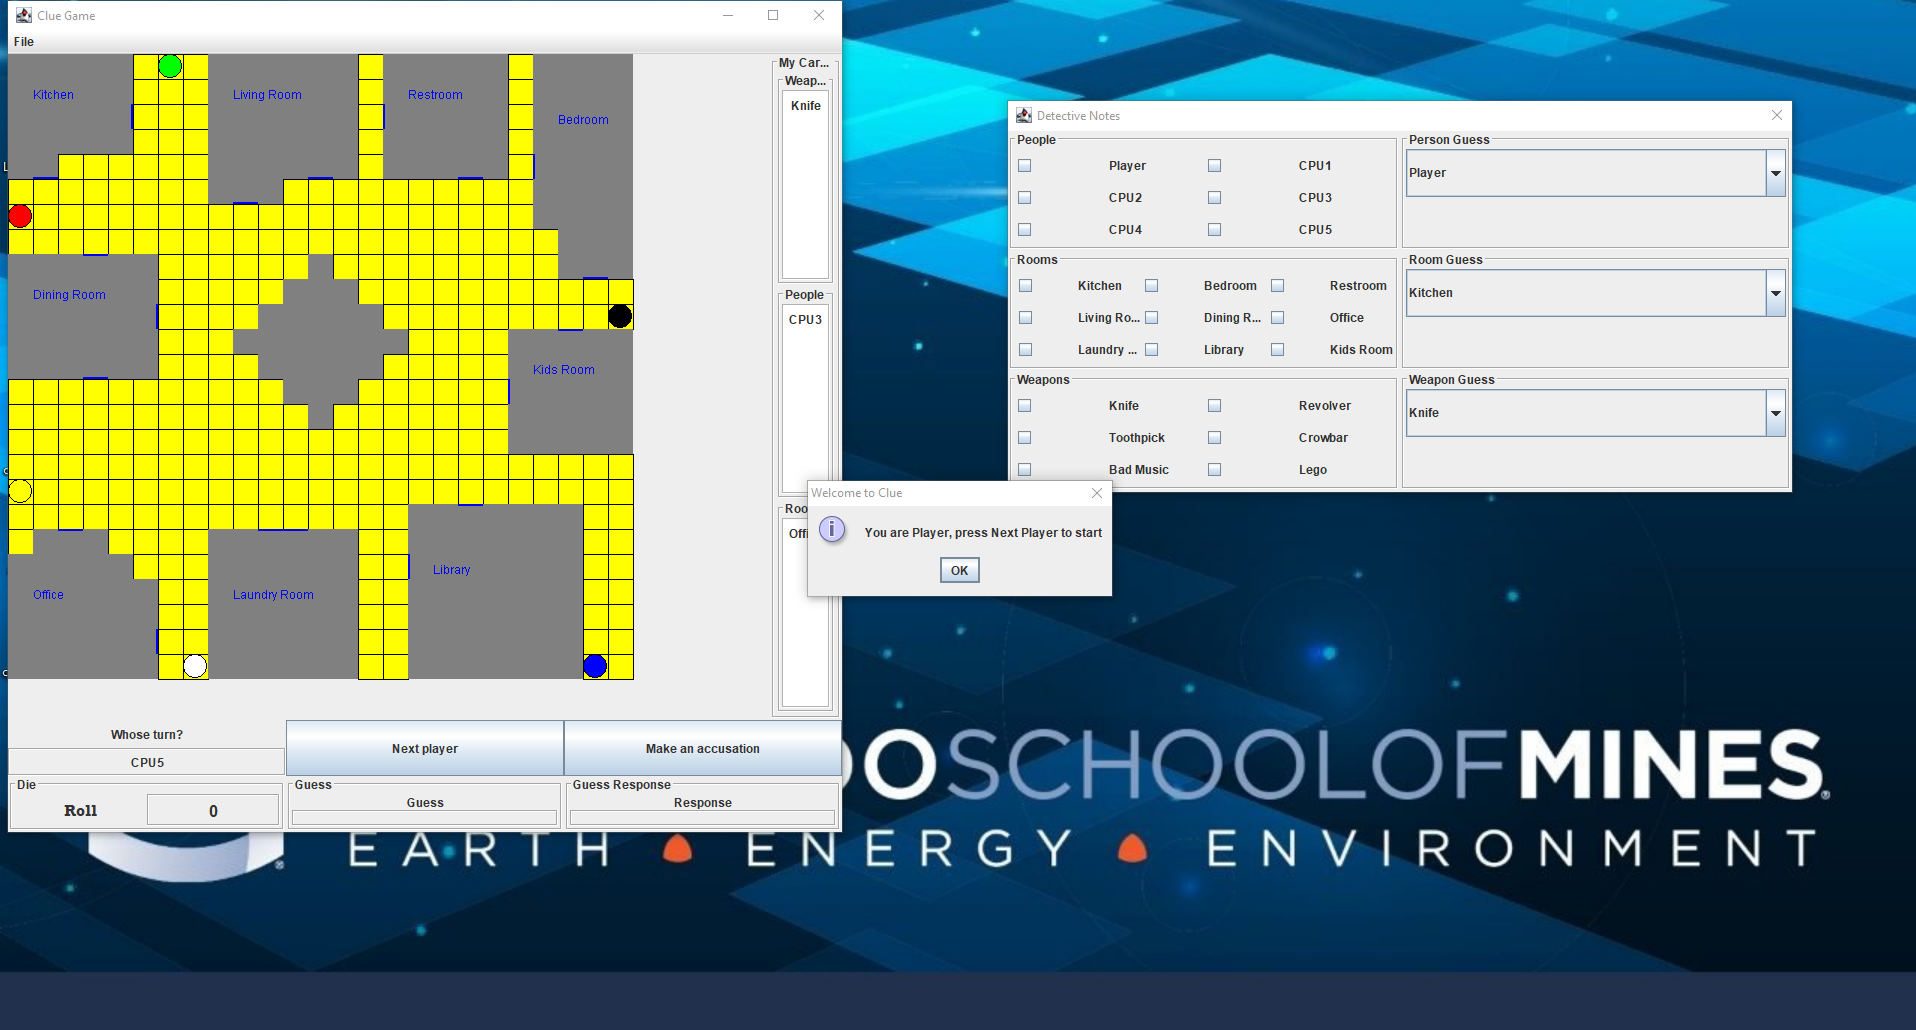 Clue Game
File
Kitchen
Living Room
Restroom
Bedroom
Dining Room
Kids Room
Office
Laundry Room
Library
My Car...
Weap...
Knife
People
CPU3
Roo
Offi
Whose turn?
CPU5
Next player
Make an accusation
Die
Roll
0
Guess
Guess
Guess Response
Response
Detective Notes
People
Player CPU1
CPU2 CPU3
CPU4 CPU5
Rooms
Kitchen Bedroom Restroom
Living Ro... Dining R... Office
Laundry ... Library Kids Room
Weapons
Knife Revolver
Toothpick Crowbar
Bad Music Lego
Person Guess
Player
Room Guess
Kitchen
Weapon Guess
Knife
Welcome to Clue
You are Player, press Next Player to start
OK
OSCHOOLOFMINES®
EARTH ENERGY ENVIRONMENT